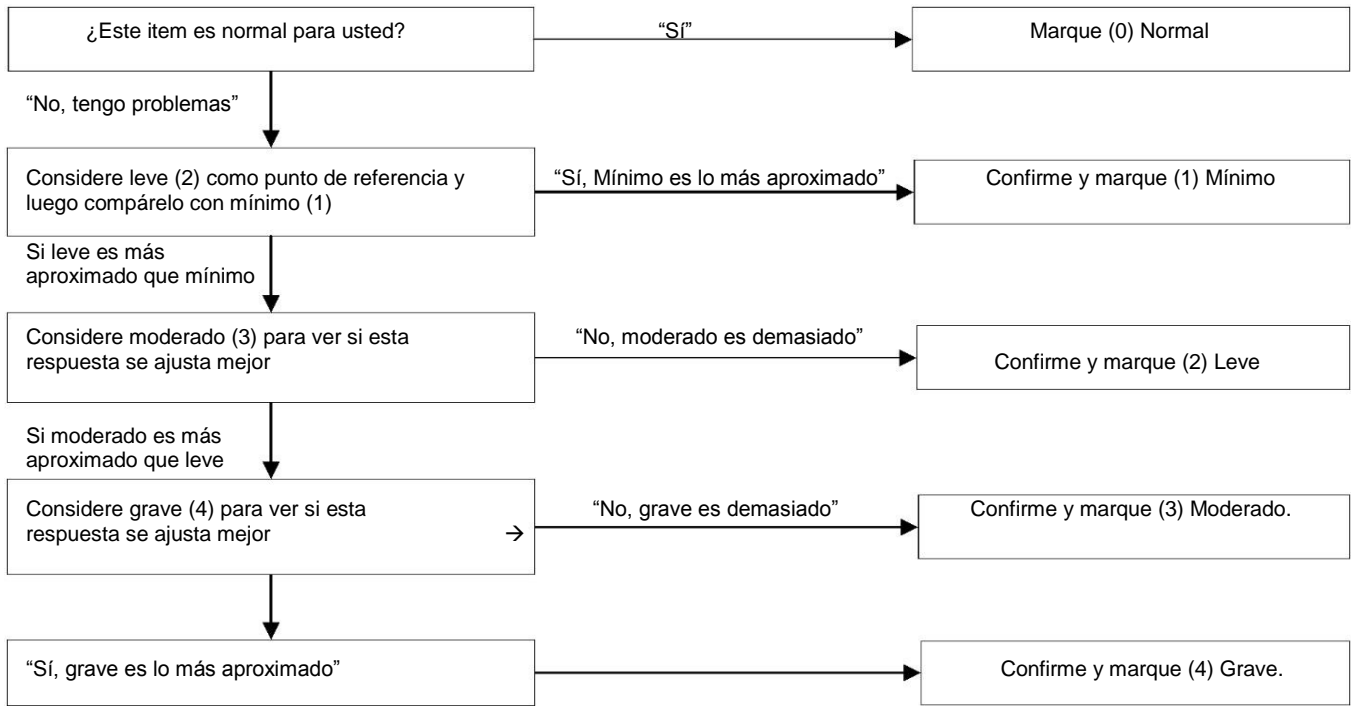 ¿Este item es normal para usted?
“Sí”
Marque (0) Normal
“No, tengo problemas”
Considere leve (2) como punto de referencia y
luego compárelo con mínimo (1)
“Sí, Mínimo es lo más aproximado”
Confirme y marque (1) Mínimo
Si leve es más
aproximado que mínimo
Considere moderado (3) para ver si esta
respuesta se ajusta mejor
“No, moderado es demasiado”
Confirme y marque (2) Leve
Si moderado es más
aproximado que leve
Considere grave (4) para ver si esta
respuesta se ajusta mejor →
“No, grave es demasiado”
Confirme y marque (3) Moderado.
“Sí, grave es lo más aproximado”
Confirme y marque (4) Grave.